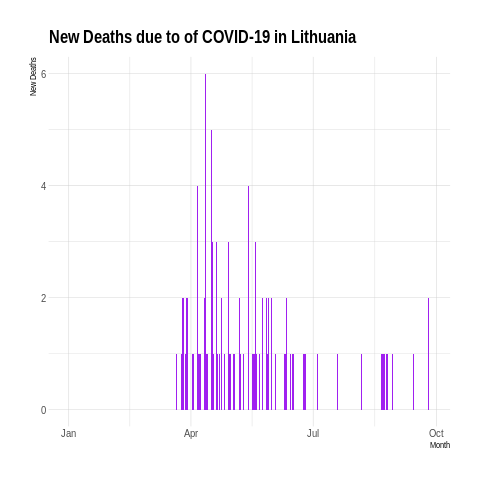 New Deaths due to of COVID-19 in Lithuania
New Deaths
6
4
2
0
Jan Apr Jul Oct
Month